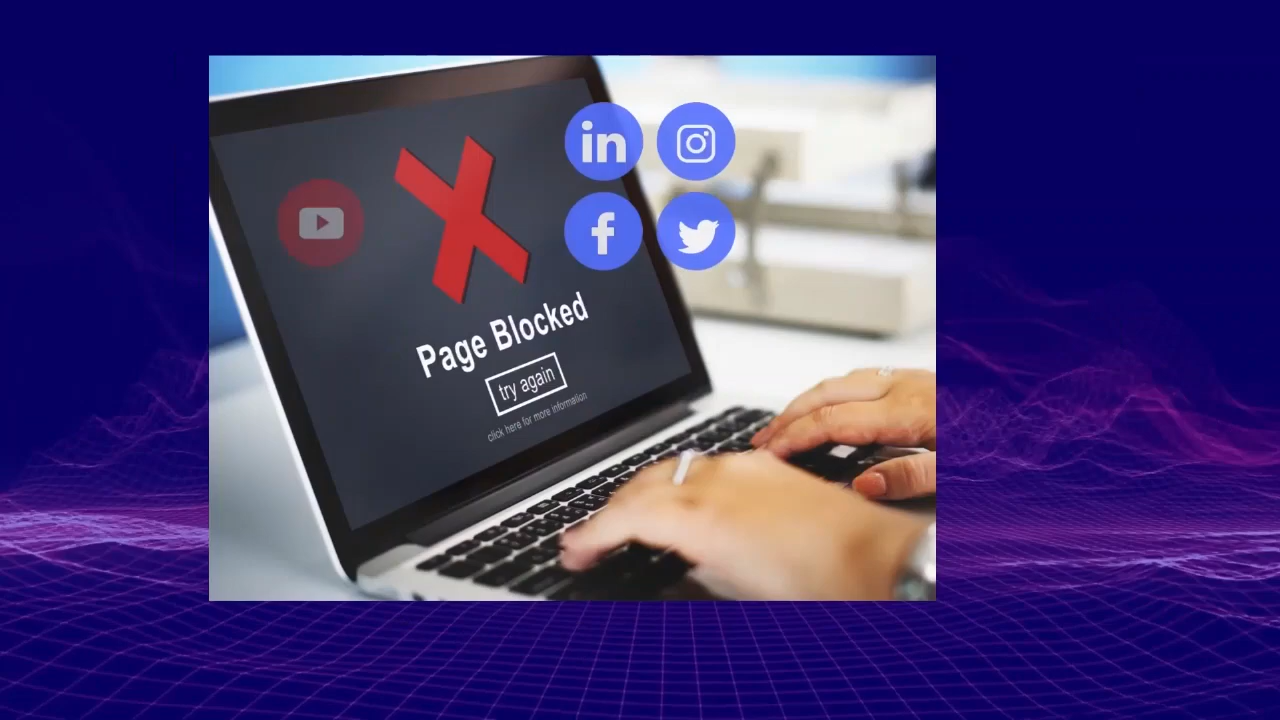 in
f
Page Blocked
try again
click here for more information